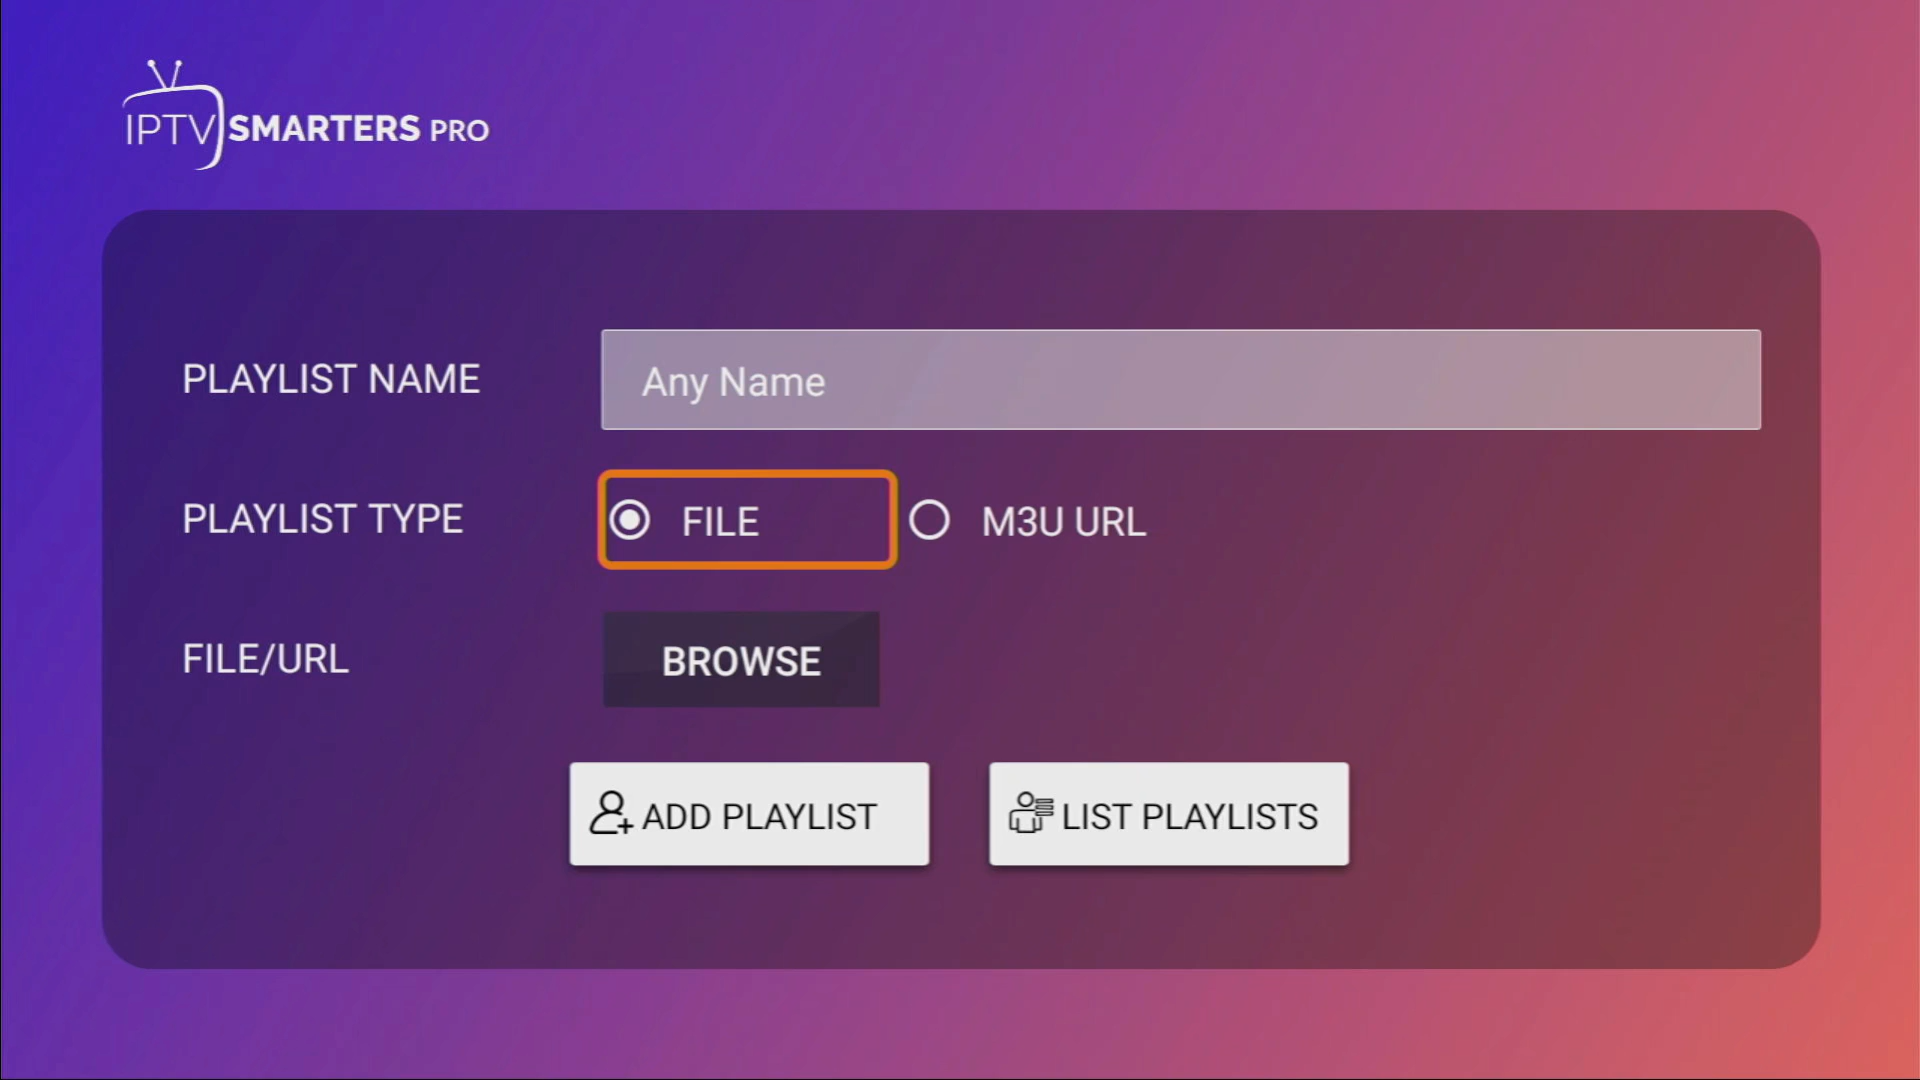 IPTV SMARTERS PRO
PLAYLIST NAME
Any Name
PLAYLIST TYPE
FILE
M3U URL
FILE/URL
BROWSE
ADD PLAYLIST
LIST PLAYLISTS